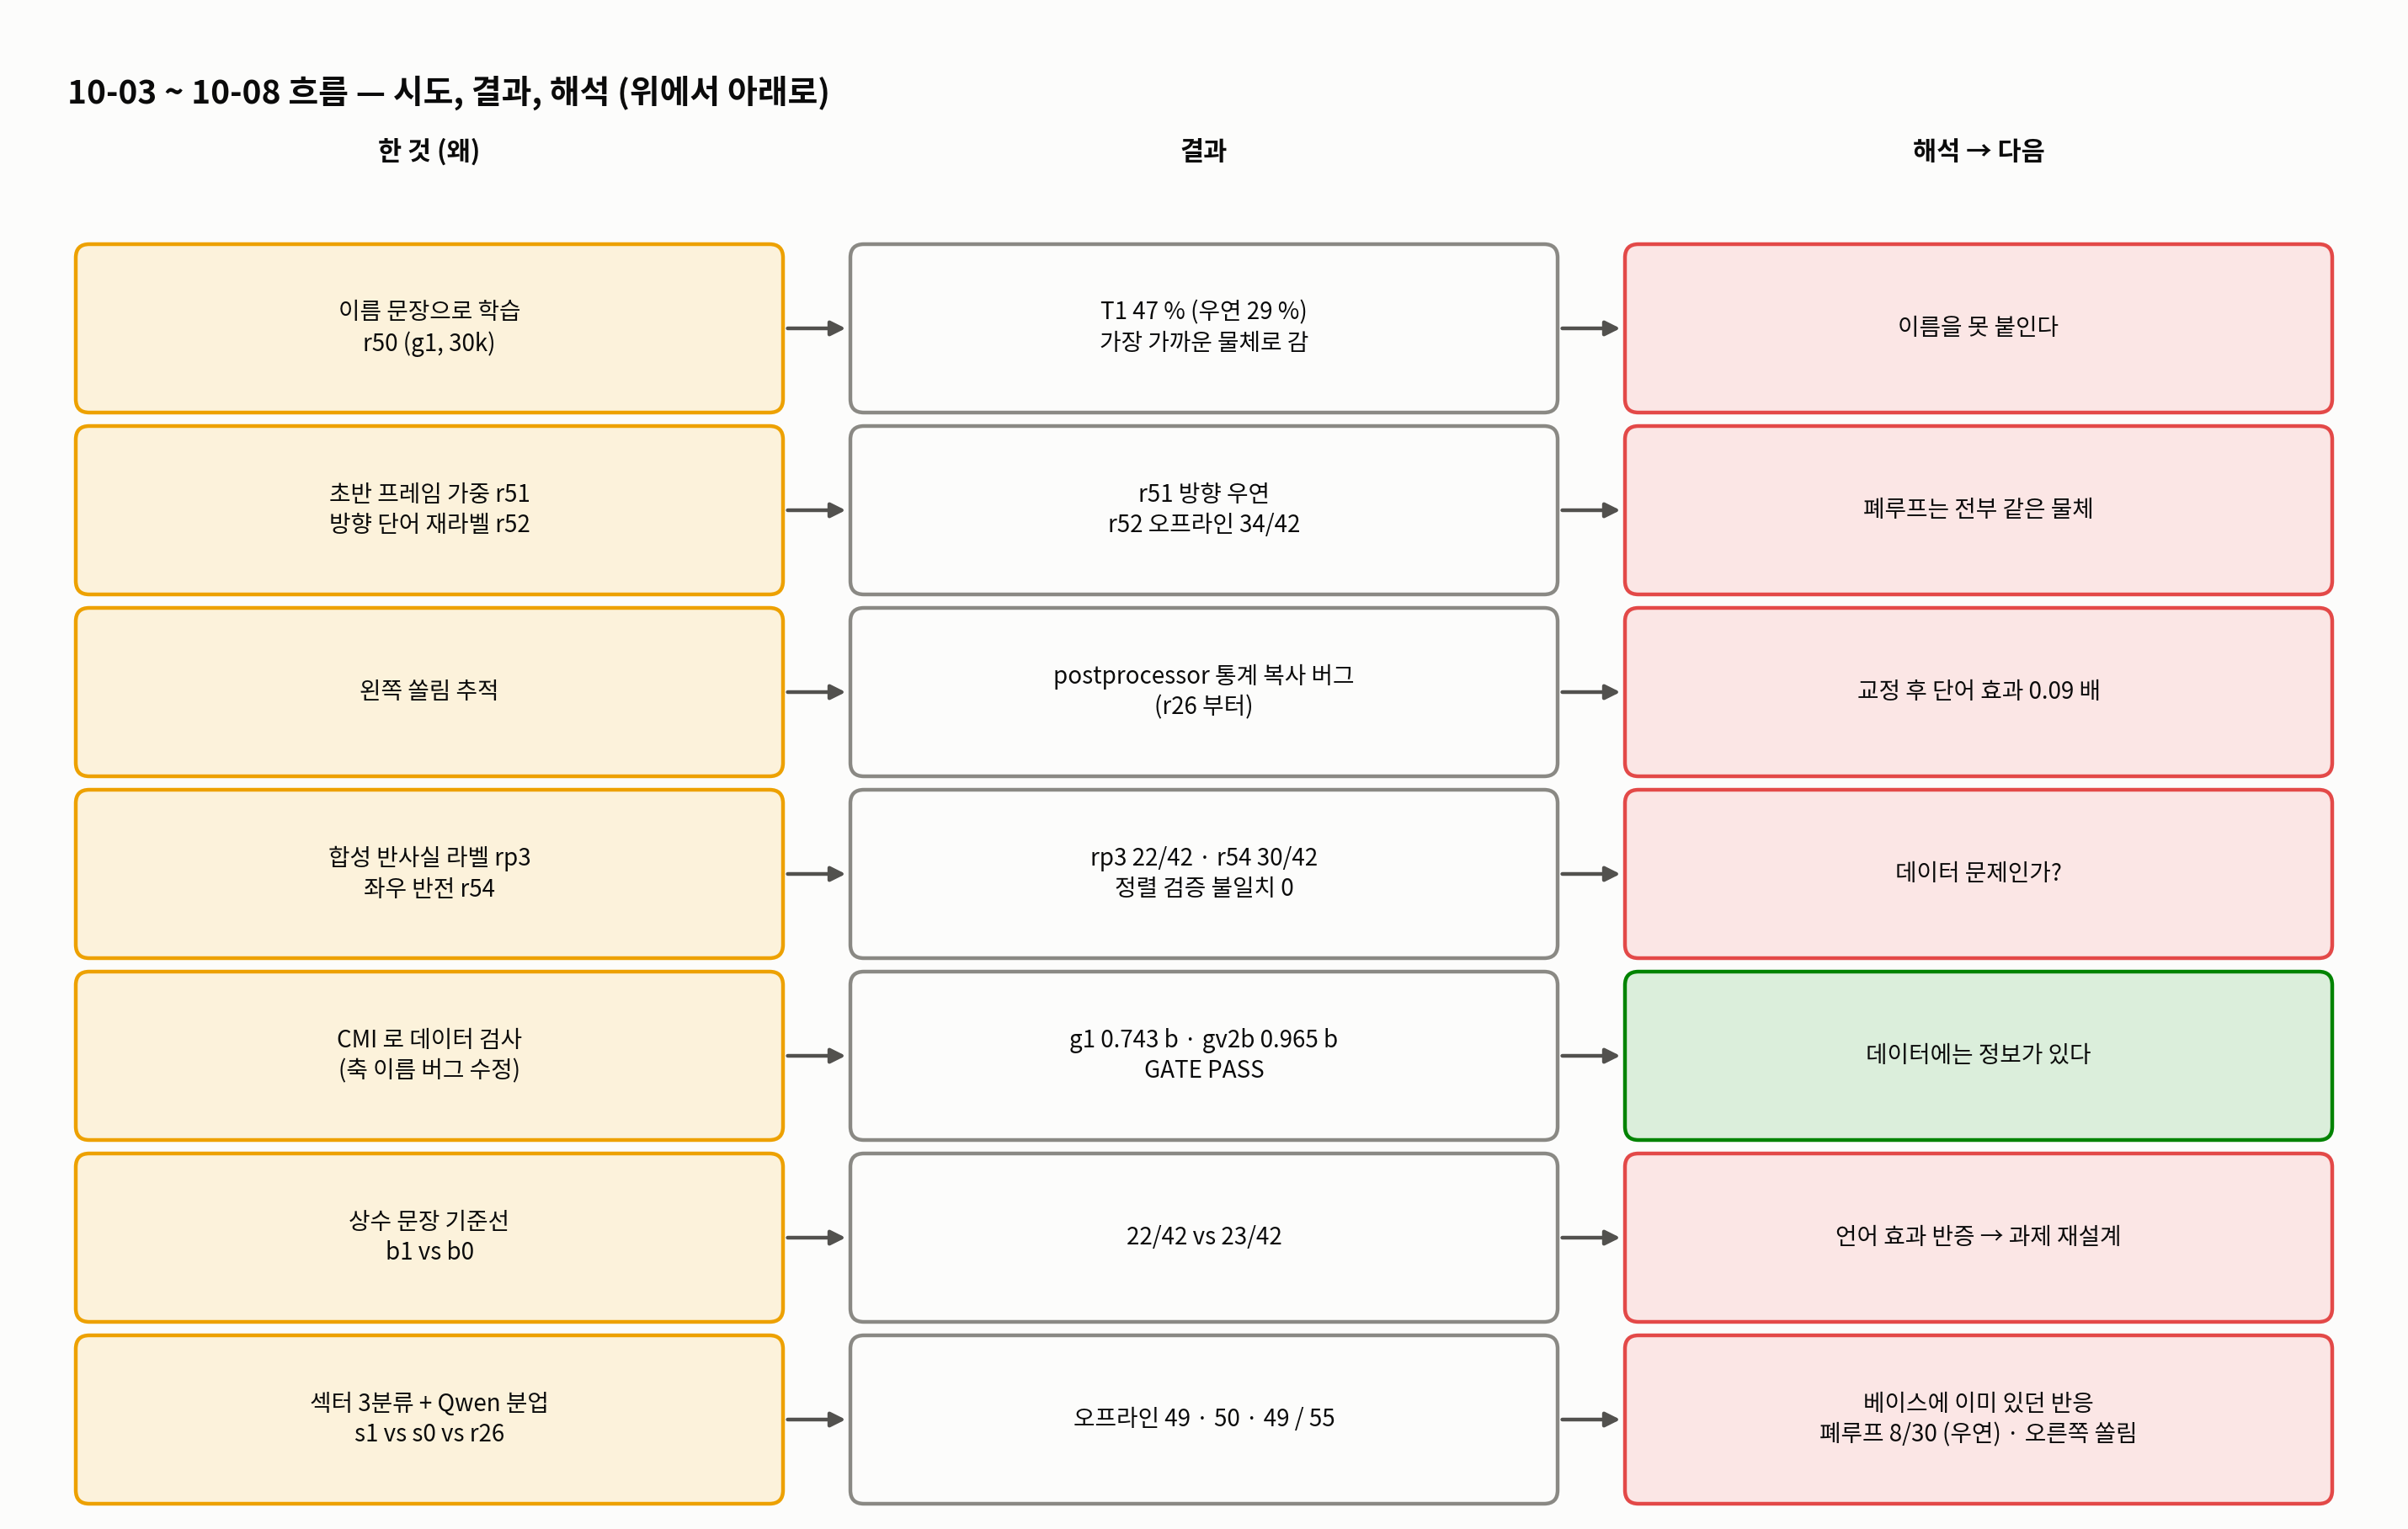 10-03 ~ 10-08 흐름 — 시도, 결과, 해석 (위에서 아래로)
한 것 (왜)
결과
해석 → 다음
이름 문장으로 학습
r50 (g1, 30k)
T1 47 % (우연 29 %)
가장 가까운 물체로 감
이름을 못 붙인다
초반 프레임 가중 r51
방향 단어 재라벨 r52
r51 방향 우연
r52 오프라인 34/42
폐루프는 전부 같은 물체
왼쪽 쏠림 추적
postprocessor 통계 복사 버그
(r26 부터)
교정 후 단어 효과 0.09 배
합성 반사실 라벨 rp3
좌우 반전 r54
rp3 22/42 · r54 30/42
정렬 검증 불일치 0
데이터 문제인가?
CMI 로 데이터 검사
(축 이름 버그 수정)
g1 0.743 b · gv2b 0.965 b
GATE PASS
데이터에는 정보가 있다
상수 문장 기준선
b1 vs b0
22/42 vs 23/42
언어 효과 반증 → 과제 재설계
섹터 3분류 + Qwen 분업
s1 vs s0 vs r26
오프라인 49 · 50 · 49 / 55
베이스에 이미 있던 반응
폐루프 8/30 (우연) · 오른쪽 쏠림